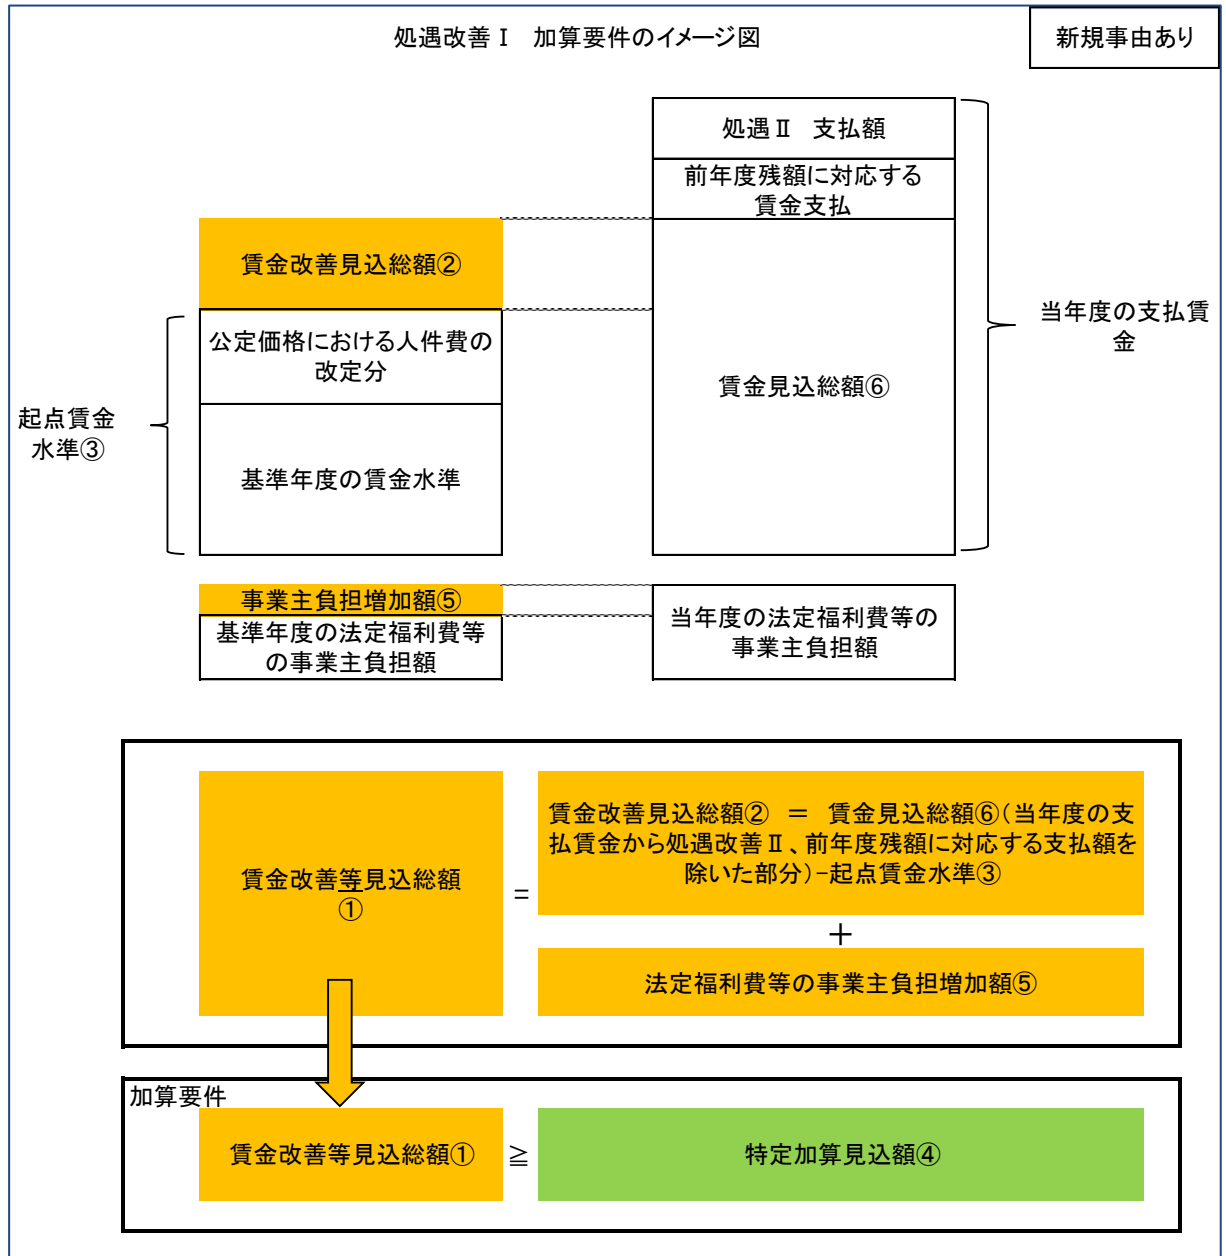 処遇改善Ⅰ　加算要件のイメージ図
新規事由あり
処遇Ⅱ　支払額
前年度残額に対応する
賃金支払
賃金改善見込総額②
公定価格における人件費の
改定分
起点賃金
水準③
基準年度の賃金水準
賃金見込総額⑥
当年度の支払賃
金
事業主負担増加額⑤
基準年度の法定福利費等
の事業主負担額
当年度の法定福利費等の
事業主負担額
賃金改善等見込総額
①
=
賃金改善見込総額②　＝　賃金見込総額⑥（当年度の支
払賃金から処遇改善Ⅱ、前年度残額に対応する支払額を
除いた部分）-起点賃金水準③
＋
法定福利費等の事業主負担増加額⑤
加算要件
賃金改善等見込総額①
≧
特定加算見込額④